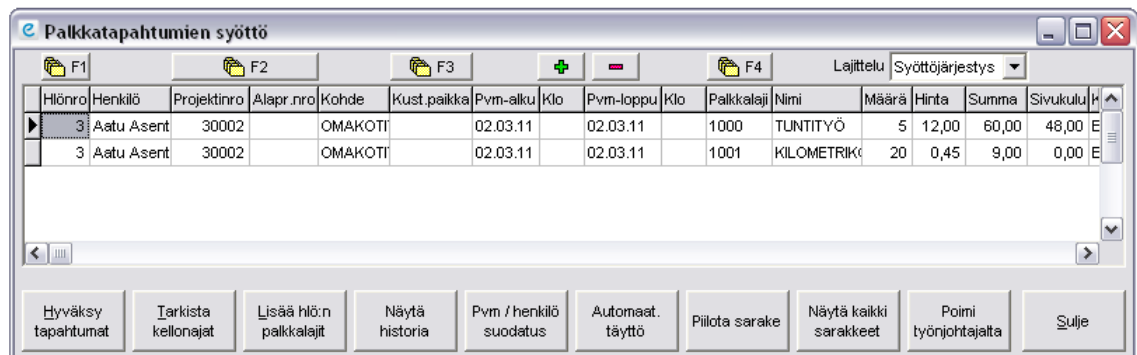 Palkkatapahtumien syöttö
F1 F2 F3 F4 Lajittelu Syöttöjärjestys
Hlönro Henkilö Projektinro Alapr.nro Kohde Kust.paikka Pvm-alku Klo Pvm-loppu Klo Palkkalaji Nimi Määrä Hinta Summa Sivukulu
3 Aatu Asent 30002 OMAKOTI 02.03.11 02.03.11 1000 TUNTITYÖ 5 12,00 60,00 48,00 E
3 Aatu Asent 30002 OMAKOTI 02.03.11 02.03.11 1001 KILOMETRIK 20 0,45 9,00 0,00 E
Hyväksy tapahtumat
Tarkista kellonajat
Lisää hlö:n palkkalajit
Näytä historia
Pvm / henkilö suodatus
Automaat. täyttö
Piilota sarake
Näytä kaikki sarakkeet
Poimi työnjohtajalta
Sulje